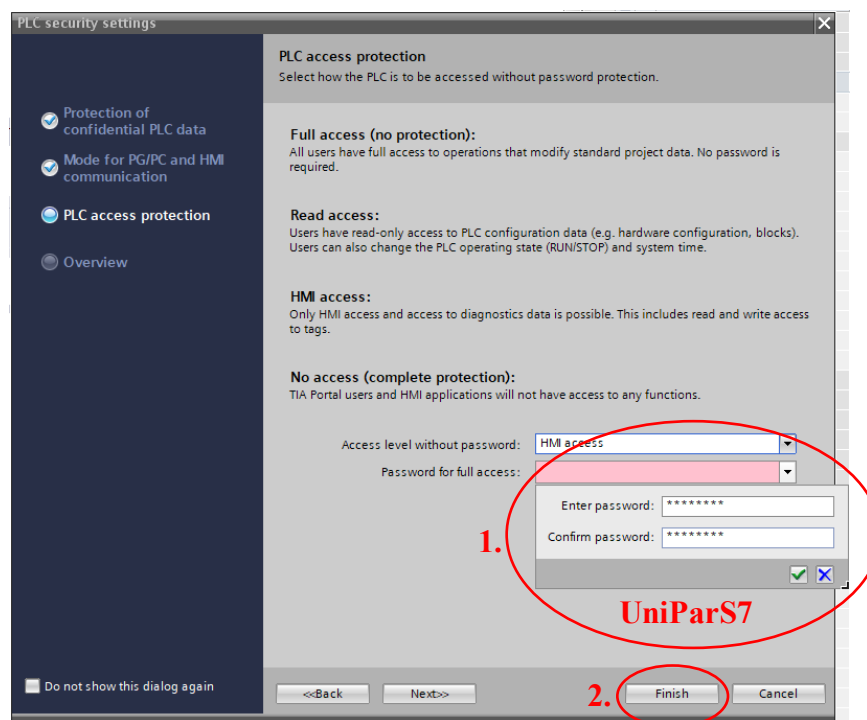 PLC security settings
PLC access protection
Select how the PLC is to be accessed without password protection.
Protection of
confidential PLC data
Mode for PG/PC and HMI
communication
PLC access protection
Overview
Full access (no protection):
All users have full access to operations that modify standard project data. No password is
required.
Read access:
Users have read-only access to PLC configuration data (e.g. hardware configuration, blocks).
Users can also change the PLC operating state (RUN/STOP) and system time.
HMI access:
Only HMI access and access to diagnostics data is possible. This includes read and write access
to tags.
No access (complete protection):
TIA Portal users and HMI applications will not have access to any functions.
Access level without password: HMI access
Password for full access:
Enter password: ********
Confirm password: ********
1.
UniParS7
Do not show this dialog again
<<Back Next>> 2. Finish Cancel